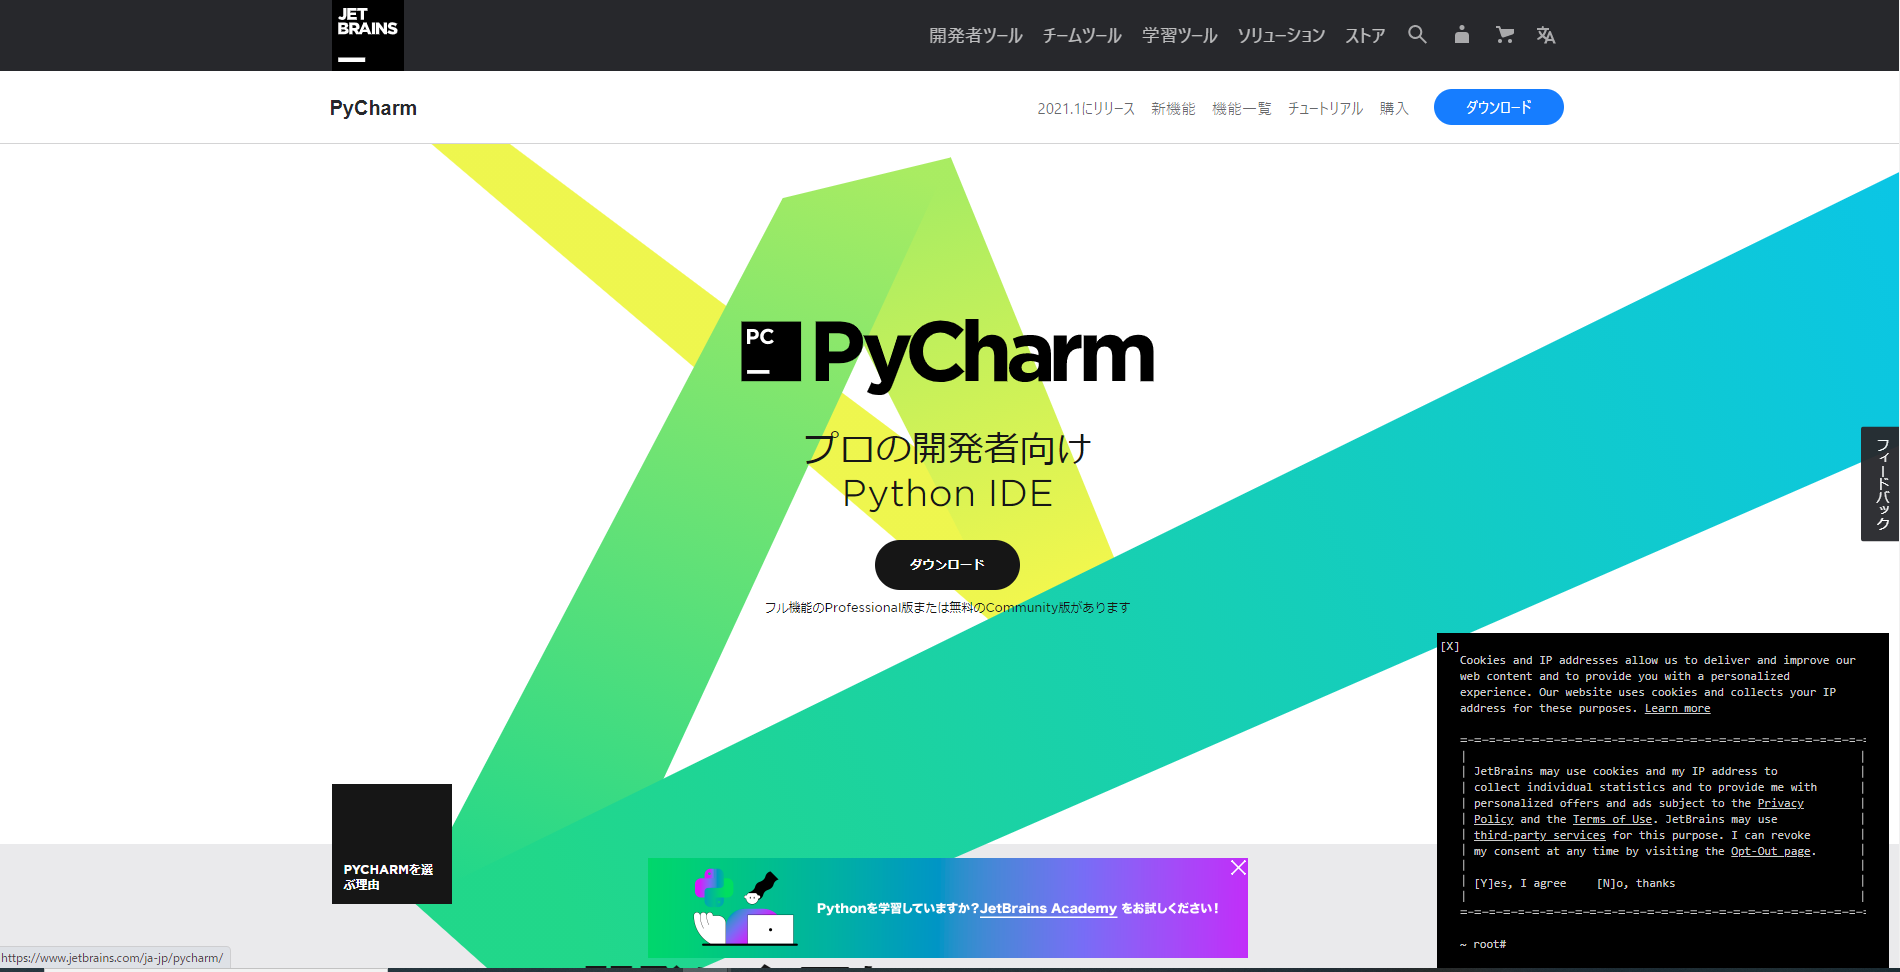 JET
BRAINS
開発者ツール チームツール 学習ツール ソリューション ストア
PyCharm
2021.1にリリース 新機能 機能一覧 チュートリアル 購入 ダウンロード
PC
PyCharm
プロの開発者向け
Python IDE
ダウンロード
フル機能のProfessional版または無料のCommunity版があります
フィードバック
[X]
Cookies and IP addresses allow us to deliver and improve our
web content and to provide you with a personalized
experience. Our website uses cookies and collects your IP
address for these purposes. Learn more
JetBrains may use cookies and my IP address to
collect individual statistics and to provide me with
personalized offers and ads subject to the Privacy
Policy and the Terms of Use. JetBrains may use
third-party services for this purpose. I can revoke
my consent at any time by visiting the Opt-Out page.
[Y]es, I agree [N]o, thanks
~ root#
PYCHARMを選
ぶ理由
Pythonを学習していますか?JetBrains Academy をお試しください!
https://www.jetbrains.com/ja-jp/pycharm/